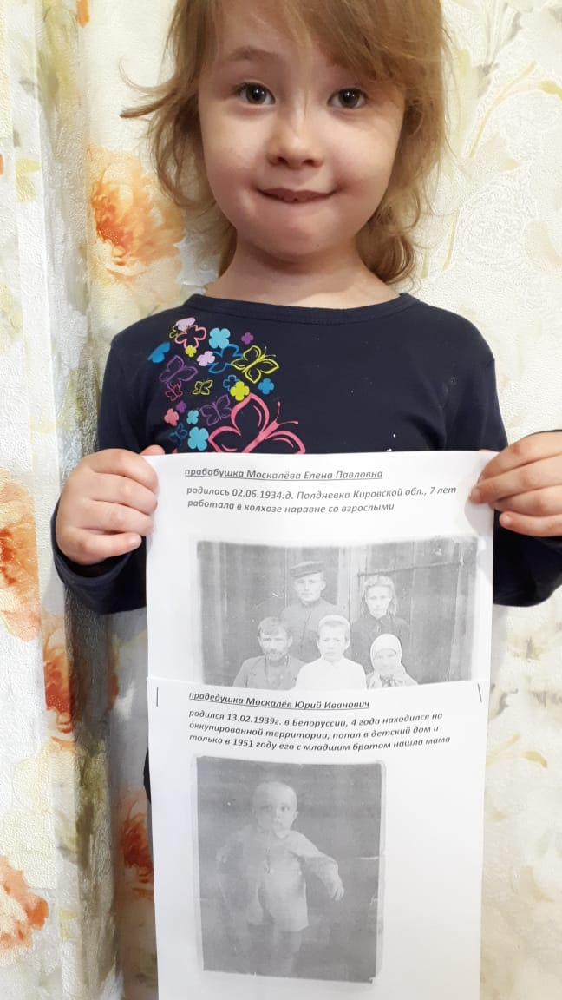 прабабушка Москалёва Елена Павловна
родилась 02.06.1934.д. Полдневка Кировской обл., 7 лет
работала в колхозе наравне со взрослыми
прадедушка Москалёв Юрий Иванович
родился 13.02.1939г. в Белоруссии, 4 года находился на
оккупированной территории, попал в детский дом и
только в 1951 году его с младшим братом нашла мама